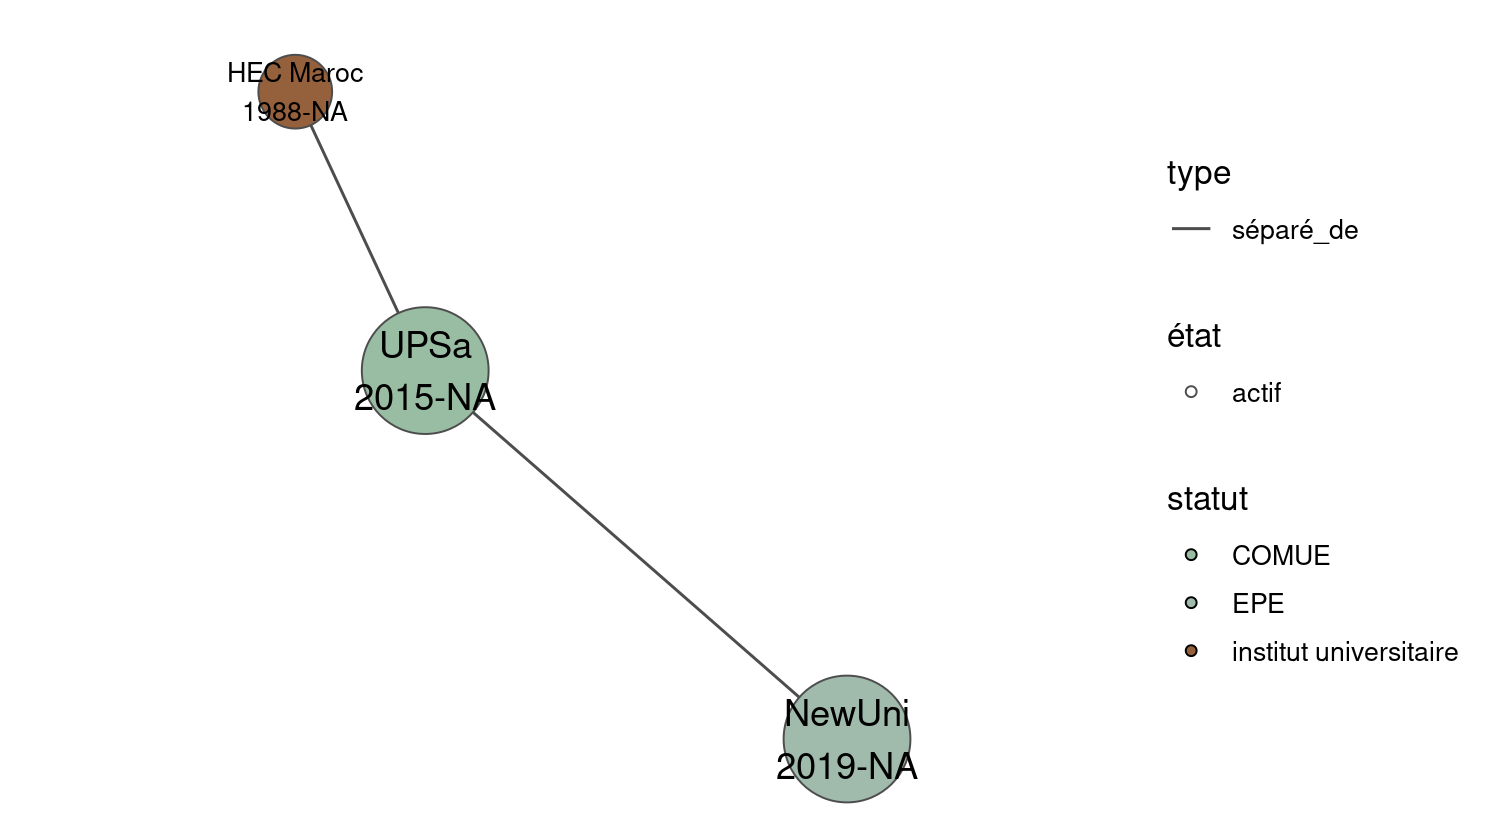 HEC Maroc
1988-NA
UPSa
2015-NA
NewUni
2019-NA
type
séparé_de
état
actif
statut
COMUE
EPE
institut universitaire